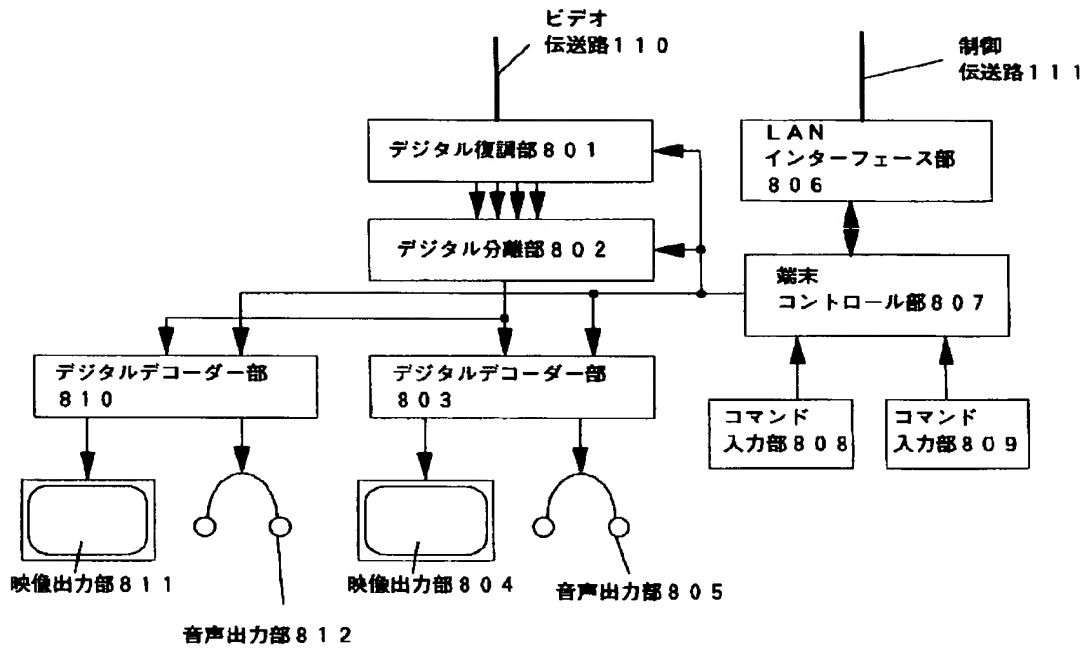 ビデオ
伝送路１１０
制御
伝送路１１１
デジタル復調部８０１
ＬＡＮ
インターフェース部
８０６
デジタル分離部８０２
端末
コントロール部８０７
デジタルデコーダー部
８１０
デジタルデコーダー部
８０３
コマンド
入力部８０８
コマンド
入力部８０９
映像出力部８１１
音声出力部８１２
映像出力部８０４
音声出力部８０５